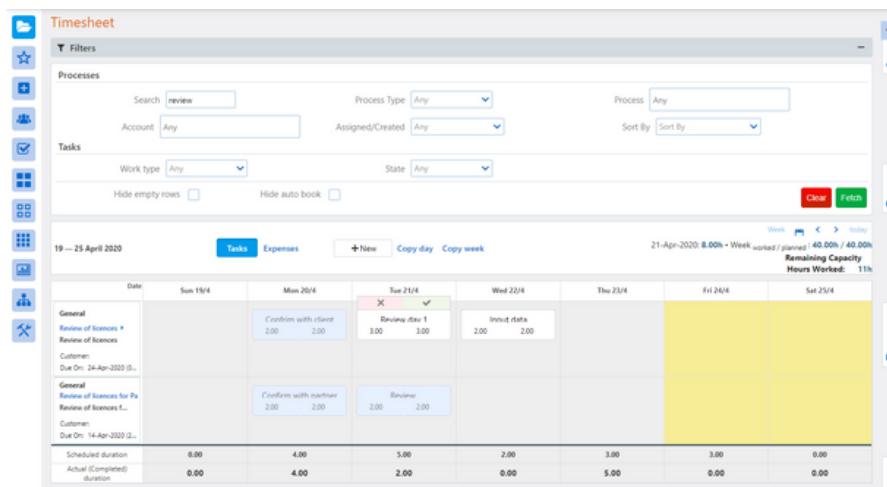 Timesheet
Filters
Processes
Search review Process Type Any Process Any
Account Any Assigned/Created Any Sort By Sort By
Tasks
Work type Any State Any
Hide empty rows Hide auto book
Clear Fetch
Week today
19 — 25 April 2020 Tasks Expenses +New Copy day Copy week 21-Apr-2020: 8.00h - Week worked / planned : 40.00h / 40.00h
Remaining Capacity
Hours Worked: 11h
Date Sun 19/4 Mon 20/4 Tue 21/4 Wed 22/4 Thu 23/4 Fri 24/4 Sat 25/4
General
Review of licences
Review of licences
Customer:
Due On: 24-Apr-2020 (0...
Confrim with client
2.00 2.00
Review day 1
3.00 3.00
Input data
2.00 2.00
General
Review of licences for Pa
Review of licences f...
Customer:
Due On: 14-Apr-2020 (2...
Confirm with partner
2.00 2.00
Review
2.00 2.00
Scheduled duration 0.00 4.00 5.00 2.00 3.00 3.00 0.00
Actual (Completed) duration 0.00 4.00 2.00 0.00 5.00 0.00 0.00